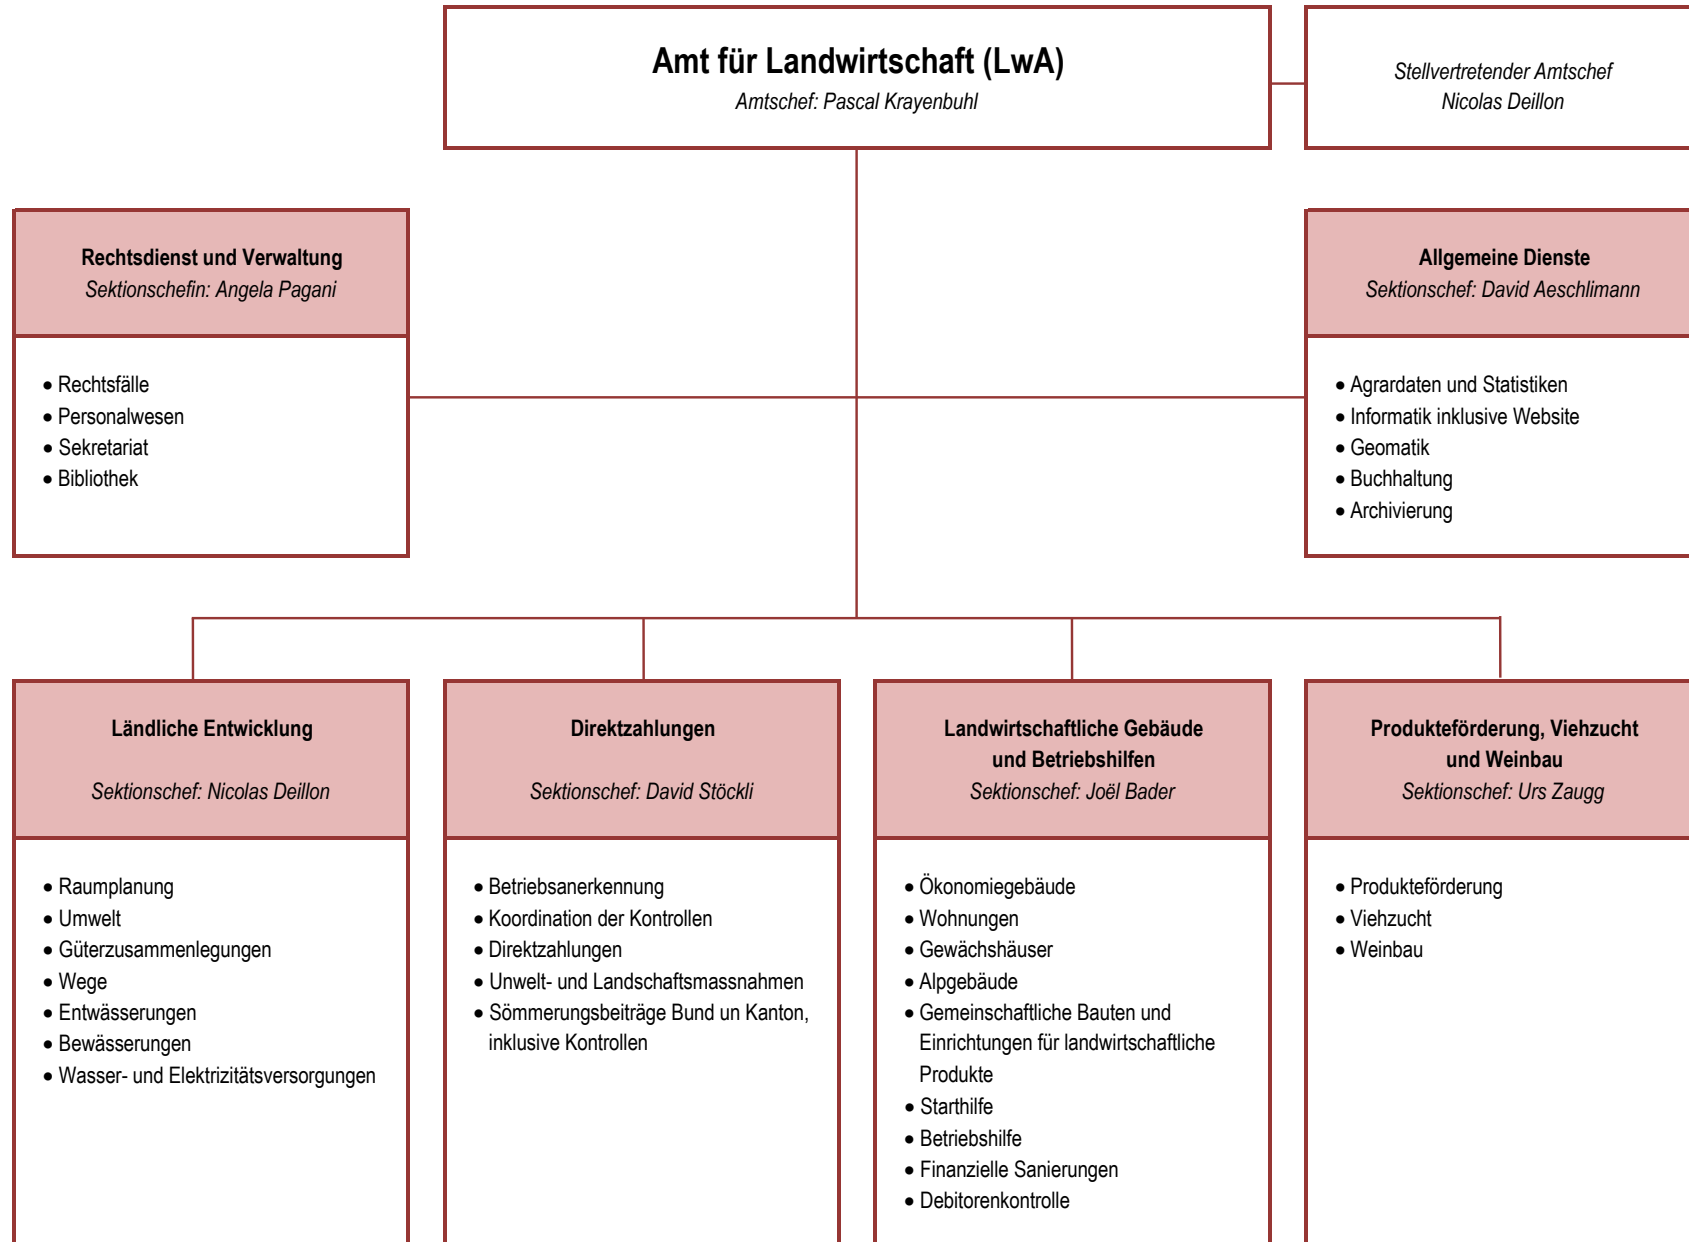 Amt für Landwirtschaft (LwA)
Amtschef: Pascal Krayenbuhl
Stellvertretender Amtschef
Nicolas Deillon
Rechtsdienst und Verwaltung
Sektionschefin: Angela Pagani
• Rechtsfälle
• Personalwesen
• Sekretariat
• Bibliothek
Allgemeine Dienste
Sektionschef: David Aeschlimann
• Agrardaten und Statistiken
• Informatik inklusive Website
• Geomatik
• Buchhaltung
• Archivierung
Ländliche Entwicklung
Sektionschef: Nicolas Deillon
• Raumplanung
• Umwelt
• Güterzusammenlegungen
• Wege
• Entwässerungen
• Bewässerungen
• Wasser- und Elektrizitätsversorgungen
Direktzahlungen
Sektionschef: David Stöckli
• Betriebsanerkennung
• Koordination der Kontrollen
• Direktzahlungen
• Unwelt- und Landschaftsmassnahmen
• Sömmerungsbeiträge Bund un Kanton,
inklusive Kontrollen
Landwirtschaftliche Gebäude
und Betriebshilfen
Sektionschef: Joël Bader
• Ökonomiegebäude
• Wohnungen
• Gewächshäuser
• Alpgebäude
• Gemeinschaftliche Bauten und
Einrichtungen für landwirtschaftliche
Produkte
• Starthilfe
• Betriebshilfe
• Finanzielle Sanierungen
• Debitorenkontrolle
Produkteförderung, Viehzucht
und Weinbau
Sektionschef: Urs Zaugg
• Produkteförderung
• Viehzucht
• Weinbau